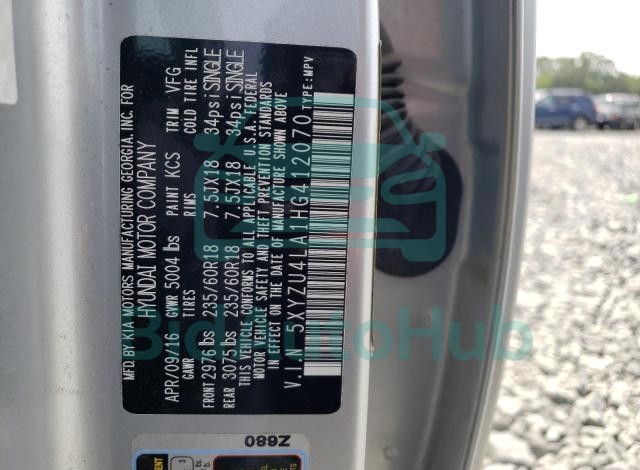 MFD. BY KIA MOTORS MANUFACTURING GEORGIA, INC. FOR
HYUNDAI MOTOR COMPANY
APR/09/16 GVWR 5004 lbs PAINT KCS TRIM VFG
GAWR TIRES RIMS COLD TIRE INFL
FRONT 2976 lbs 235/60R18 7.5JX18 34psi SINGLE
REAR 3075 lbs 235/60R18 7.5JX18 34psi SINGLE
THIS VEHICLE CONFORMS TO ALL APPLICABLE U.S.A. FEDERAL
MOTOR VEHICLE SAFETY AND THEFT PREVENTION STANDARDS
IN EFFECT ON THE DATE OF MANUFACTURE SHOWN ABOVE
V.I.N 5XYZU4LA1HG412070 TYPE:MPV
Z680
BidAutoHub